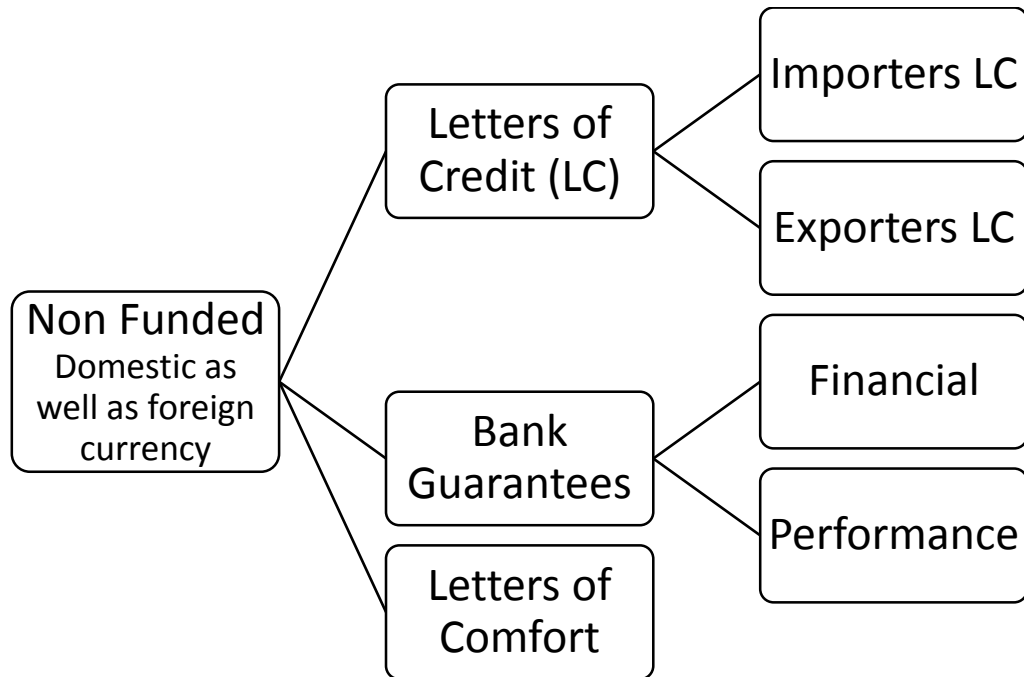 Non Funded
Domestic as
well as foreign
currency
Letters of
Credit (LC)
Importers LC
Exporters LC
Bank
Guarantees
Financial
Performance
Letters of
Comfort